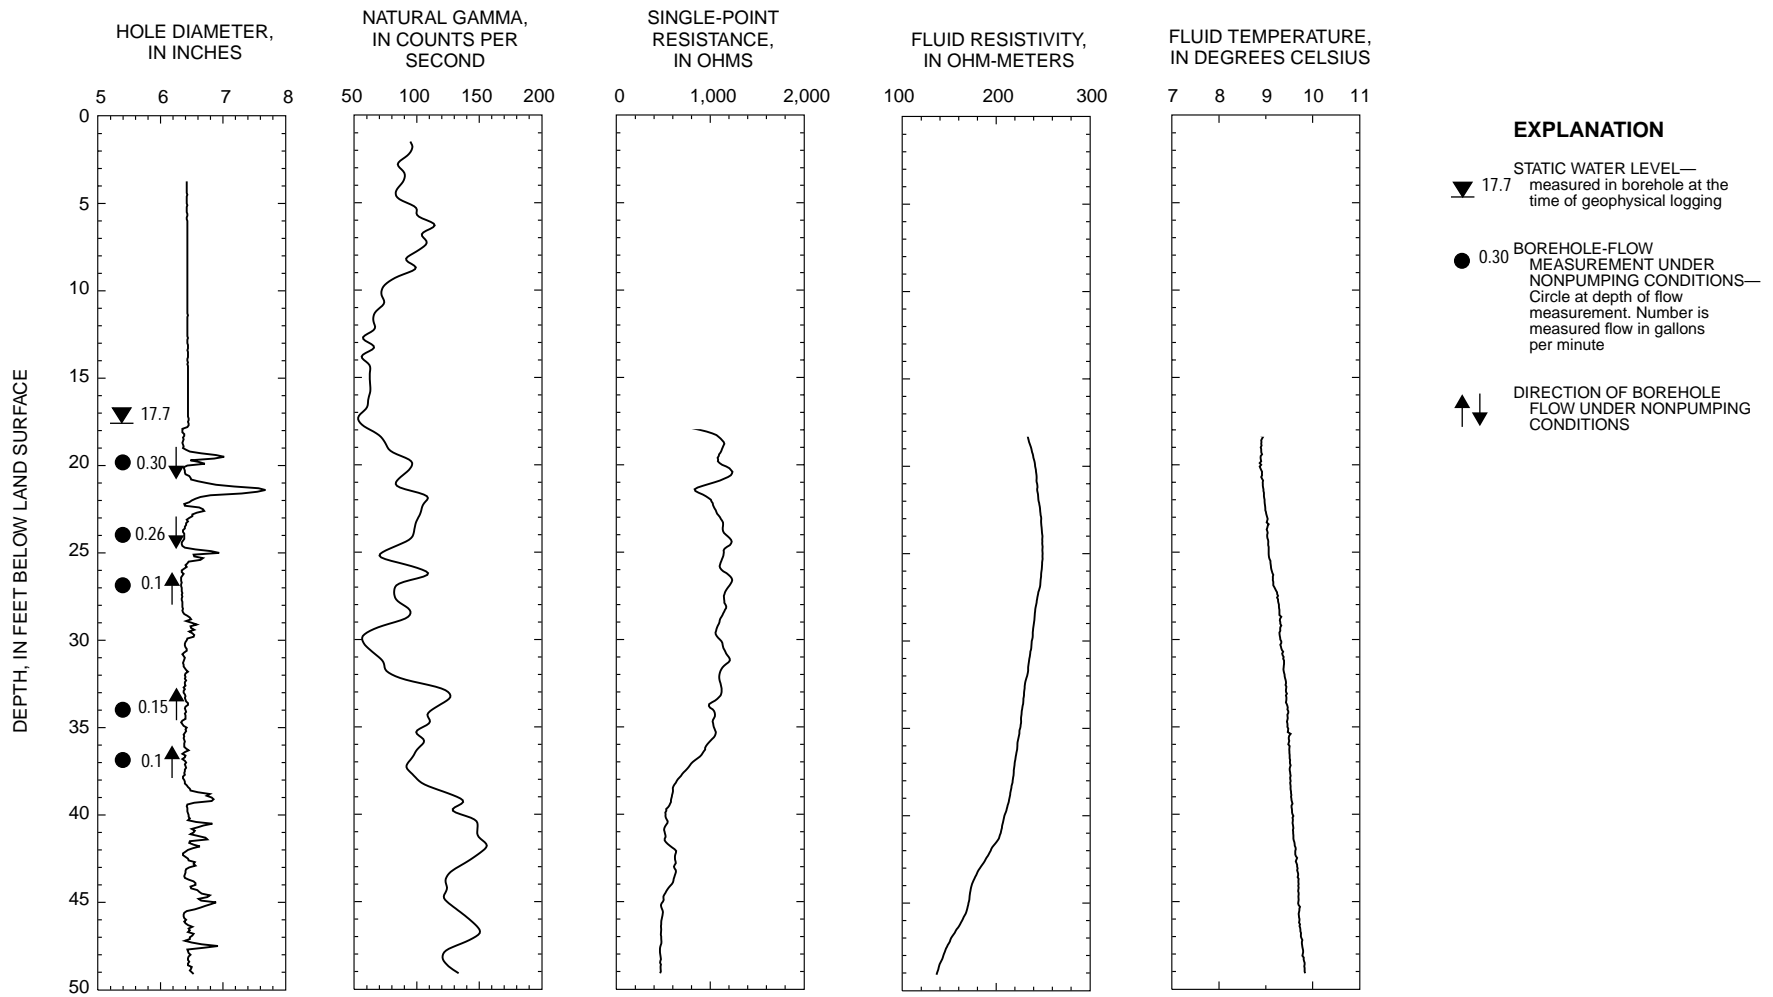 HOLE DIAMETER,
IN INCHES
NATURAL GAMMA,
IN COUNTS PER
SECOND
SINGLE-POINT
RESISTANCE,
IN OHMS
FLUID RESISTIVITY,
IN OHM-METERS
FLUID TEMPERATURE,
IN DEGREES CELSIUS
5 6 7 8
50 100 150 200
0 1,000 2,000
100 200 300
7 8 9 10 11
DEPTH, IN FEET BELOW LAND SURFACE
0
5
10
15
20
25
30
35
40
45
50
17.7
0.30
0.26
0.1
0.15
0.1
EXPLANATION
17.7 STATIC WATER LEVEL—
measured in borehole at the
time of geophysical logging
0.30 BOREHOLE-FLOW
MEASUREMENT UNDER
NONPUMPING CONDITIONS—
Circle at depth of flow
measurement. Number is
measured flow in gallons
per minute
DIRECTION OF BOREHOLE
FLOW UNDER NONPUMPING
CONDITIONS